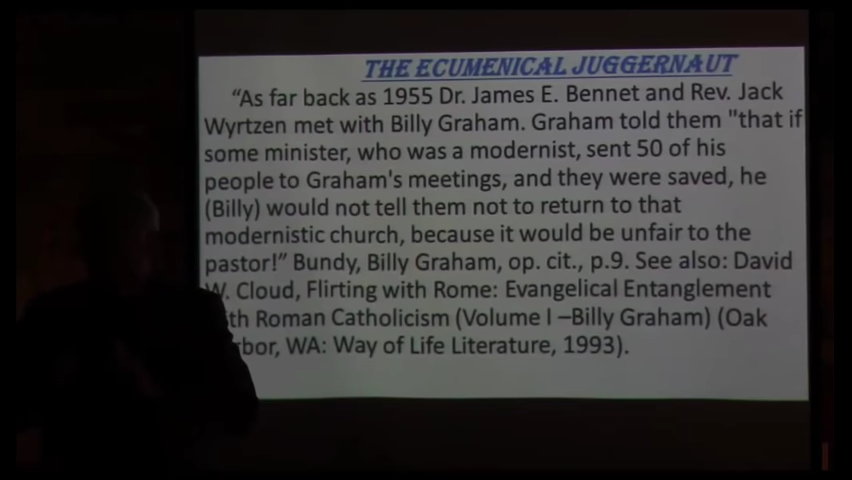 THE ECUMENICAL JUGGERNAUT
“As far back as 1955 Dr. James E. Bennet and Rev. Jack
Wyrtzen met with Billy Graham. Graham told them "that if
some minister, who was a modernist, sent 50 of his
people to Graham's meetings, and they were saved, he
(Billy) would not tell them not to return to that
modernistic church, because it would be unfair to the
pastor!” Bundy, Billy Graham, op. cit., p.9. See also: David
W. Cloud, Flirting with Rome: Evangelical Entanglement
th Roman Catholicism (Volume I –Billy Graham) (Oak
rbor, WA: Way of Life Literature, 1993).